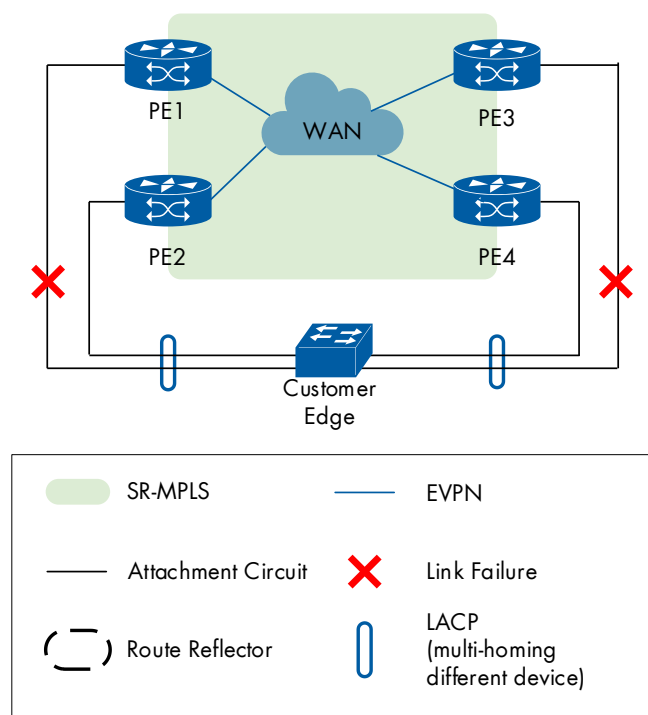 PE1
WAN
PE3
PE2
PE4
Customer
Edge
SR-MPLS
EVPN
Attachment Circuit
Link Failure
Route Reflector
LACP
(multi-homing
different device)